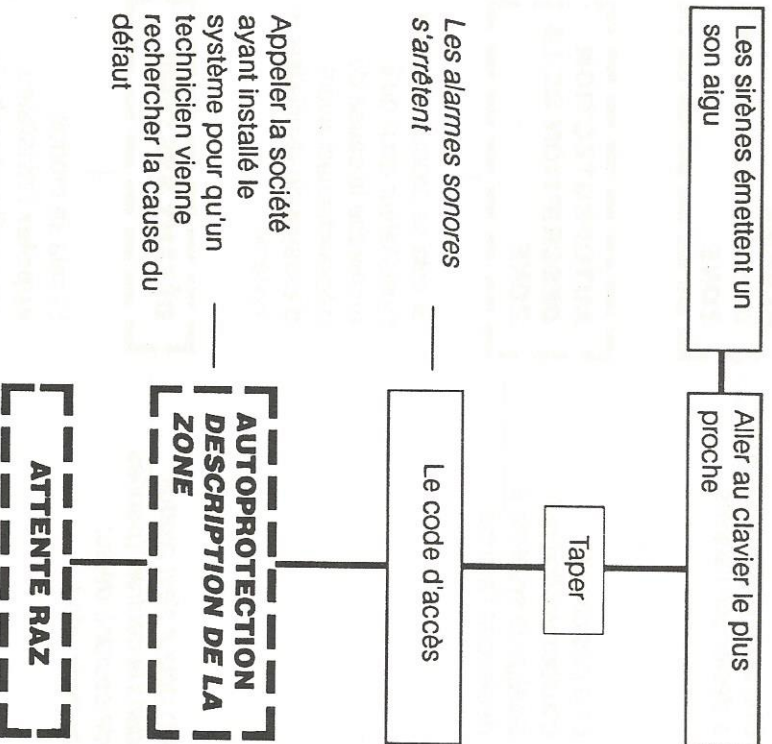 Les sirènes émettent un
son aigu
Aller au clavier le plus
proche
Taper
Les alarmes sonores
s'arrêtent
Le code d'accès
Appeler la société
ayant installé le
système pour qu'un
technicien vienne
rechercher la cause du
défaut
AUTOPROTECTION
DESCRIPTION DE LA
ZONE
ATTENTE RAZ